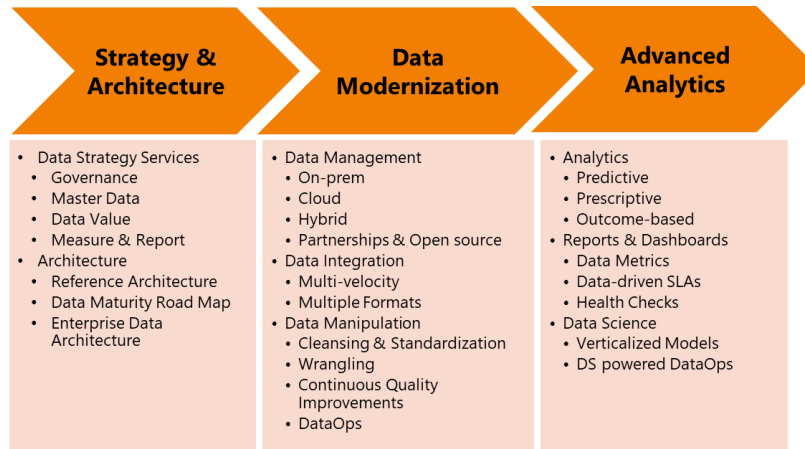 Strategy &
Architecture
Data
Modernization
Advanced
Analytics
• Data Strategy Services
• Governance
• Master Data
• Data Value
• Measure & Report
• Architecture
• Reference Architecture
• Data Maturity Road Map
• Enterprise Data
Architecture
• Data Management
• On-prem
• Cloud
• Hybrid
• Partnerships & Open source
• Data Integration
• Multi-velocity
• Multiple Formats
• Data Manipulation
• Cleansing & Standardization
• Wrangling
• Continuous Quality
Improvements
• DataOps
• Analytics
• Predictive
• Prescriptive
• Outcome-based
• Reports & Dashboards
• Data Metrics
• Data-driven SLAs
• Health Checks
• Data Science
• Verticalized Models
• DS powered DataOps